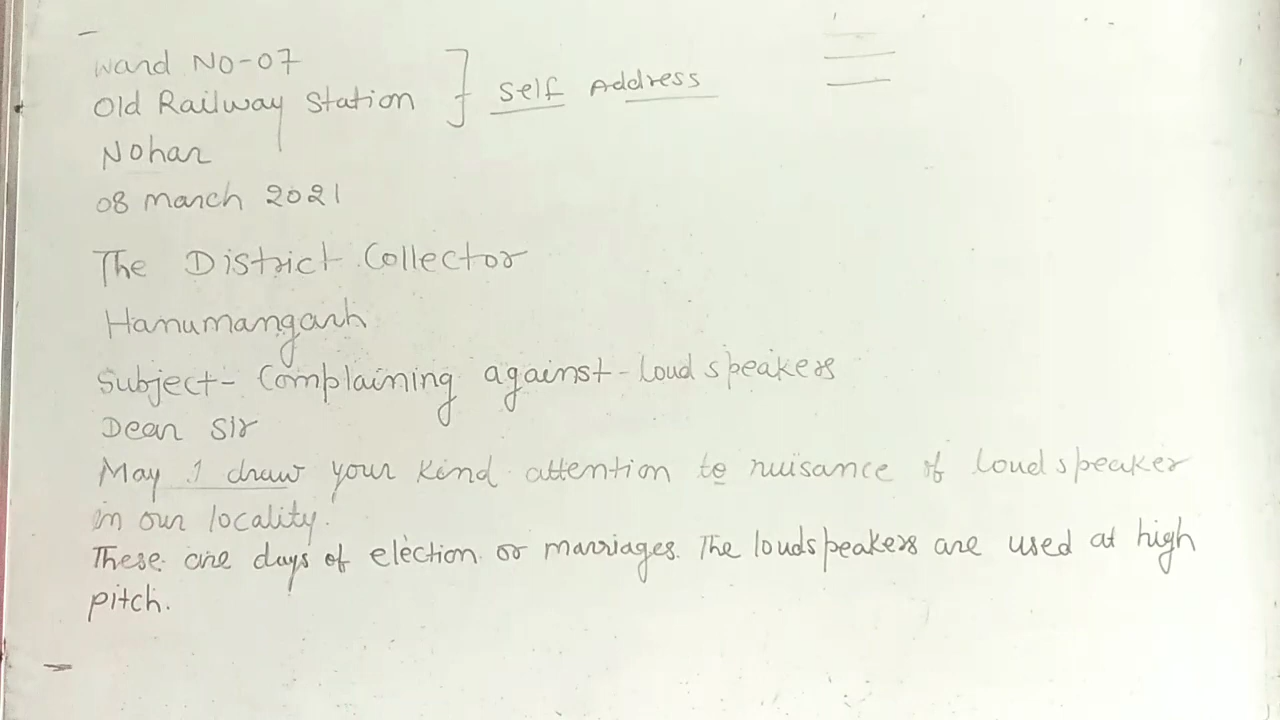 Ward No-07
Old Railway Station } Self Address
Nohar
08 march 2021
The District Collector
Hanumangarh
Subject- Complaining against- Loud speakers
Dear Sir
May I draw your kind attention to nuisance of loud speaker
in our locality.
These are days of election or marriages. The loudspeakers are used at high
pitch.